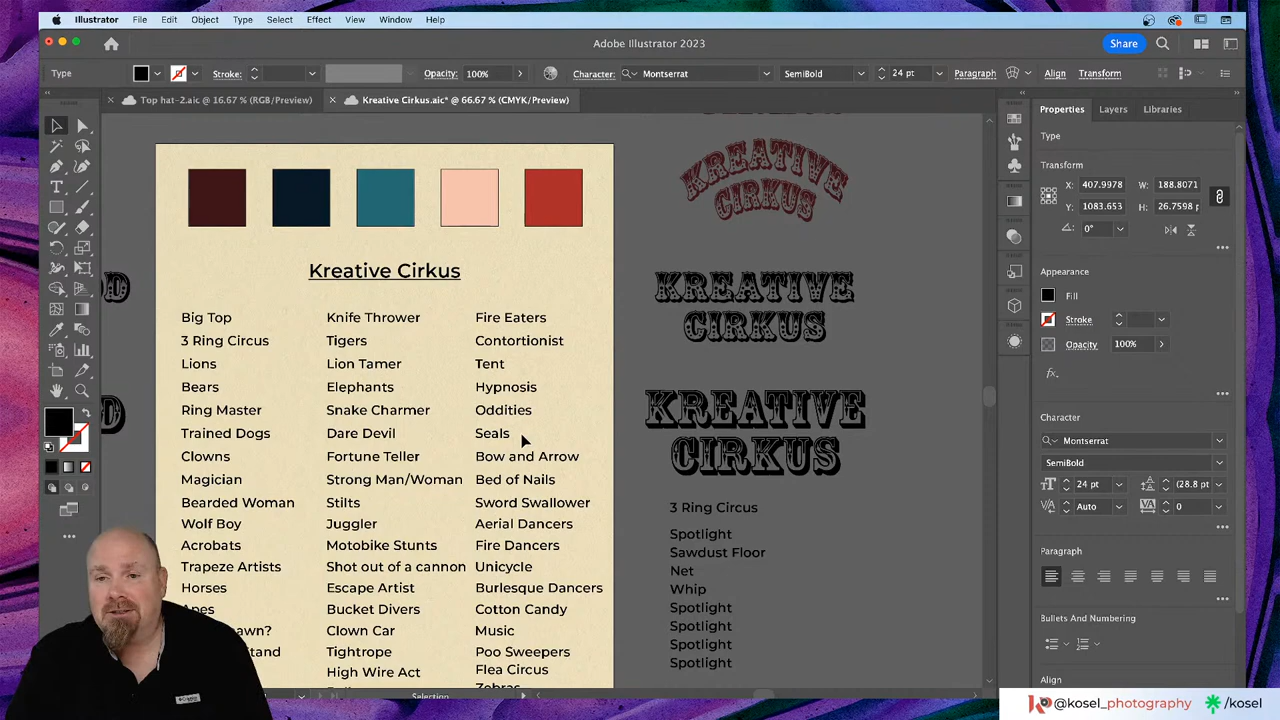 Illustrator File Edit Object Type Select Effect View Window Help
Adobe Illustrator 2023
Share
Type Stroke: Opacity: 100% Character: Montserrat SemiBold 24 pt Paragraph Align Transform
Top hat-2.aic @ 16.67 % (RGB/Preview) Kreative Cirkus.aic* @ 66.67 % (CMYK/Preview)
Properties Layers Libraries
Type
Transform
X: 407.9978 W: 188.8071
Y: 1083.653 H: 26.7598 p
0°
Appearance
Fill
Stroke
Opacity 100%
fx.
Character
Montserrat
SemiBold
24 pt (28.8 pt
Auto 0
Paragraph
Bullets And Numbering
Align
Kreative Cirkus
Big Top Knife Thrower Fire Eaters
3 Ring Circus Tigers Contortionist
Lions Lion Tamer Tent
Bears Elephants Hypnosis
Ring Master Snake Charmer Oddities
Trained Dogs Dare Devil Seals
Clowns Fortune Teller Bow and Arrow
Magician Strong Man/Woman Bed of Nails
Bearded Woman Stilts Sword Swallower
Wolf Boy Juggler Aerial Dancers
Acrobats Motobike Stunts Fire Dancers
Trapeze Artists Shot out of a cannon Unicycle
Horses Escape Artist Burlesque Dancers
Apes Bucket Divers Cotton Candy
Clown Car Music
Tightrope Poo Sweepers
High Wire Act Flea Circus
Zebras
KREATIVE
CIRKUS
KREATIVE
CIRKUS
KREATIVE
CIRKUS
3 Ring Circus
Spotlight
Sawdust Floor
Net
Whip
Spotlight
Spotlight
Spotlight
Spotlight
Selection
@kosel_photography /kosel